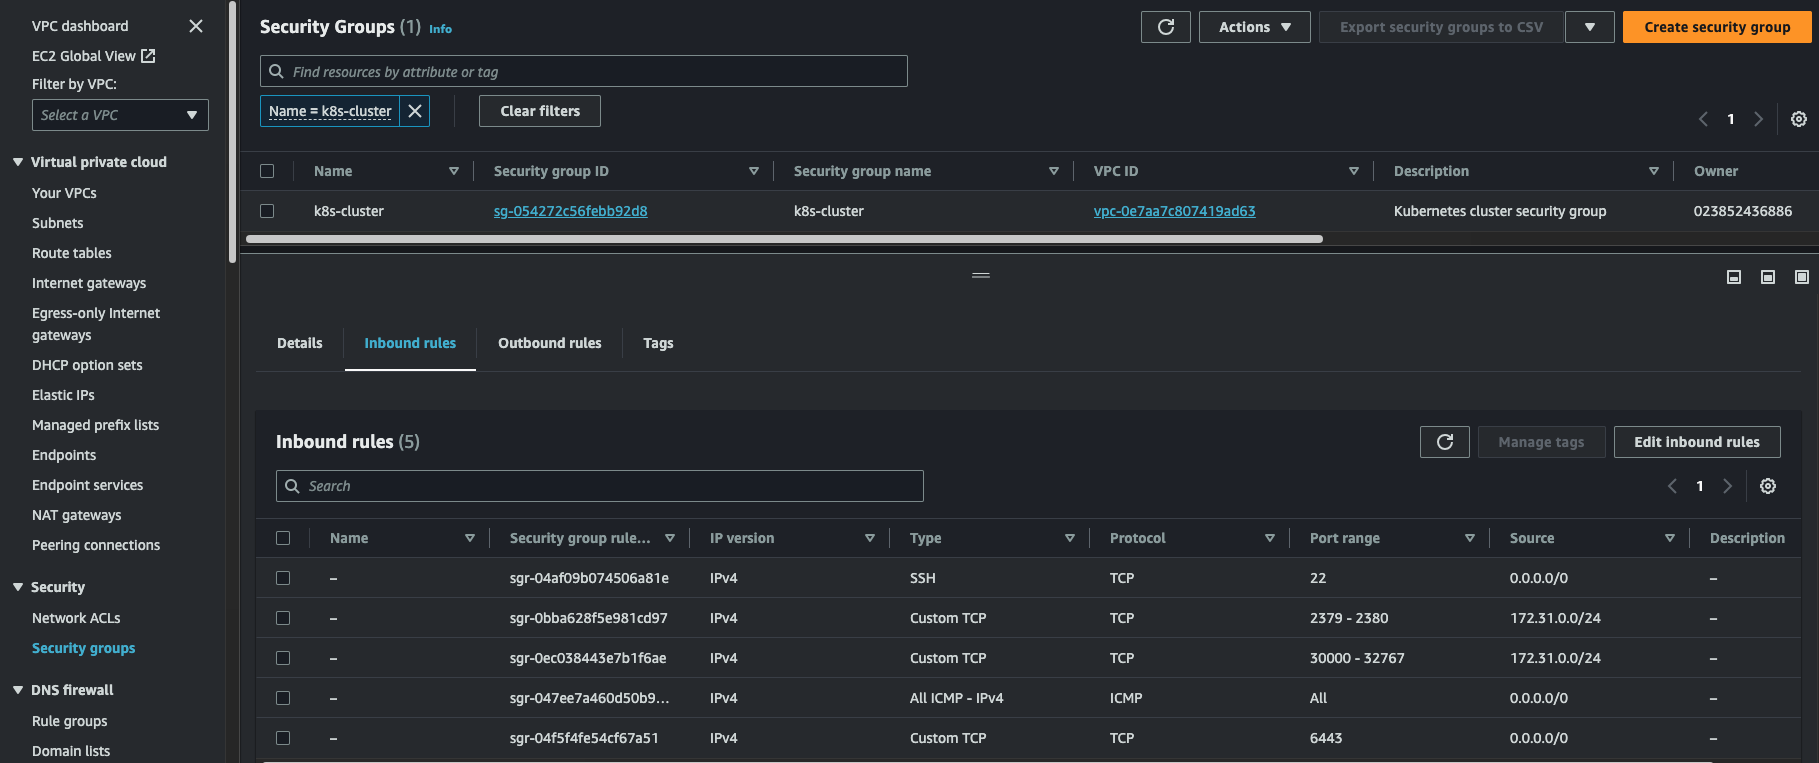 VPC dashboard
EC2 Global View
Filter by VPC:
Select a VPC
Virtual private cloud
Your VPCs
Subnets
Route tables
Internet gateways
Egress-only Internet
gateways
DHCP option sets
Elastic IPs
Managed prefix lists
Endpoints
Endpoint services
NAT gateways
Peering connections
Security
Network ACLs
Security groups
DNS firewall
Rule groups
Domain lists
Security Groups (1) Info
Actions
Export security groups to CSV
Create security group
Find resources by attribute or tag
Name = k8s-cluster
Clear filters
1
Name Security group ID Security group name VPC ID Description Owner
k8s-cluster sg-054272c56febb92d8 k8s-cluster vpc-0e7aa7c807419ad63 Kubernetes cluster security group 023852436886
Details Inbound rules Outbound rules Tags
Inbound rules (5)
Manage tags
Edit inbound rules
Search
1
Name Security group rule... IP version Type Protocol Port range Source Description
– sgr-04af09b074506a81e IPv4 SSH TCP 22 0.0.0.0/0 –
– sgr-0bba628f5e981cd97 IPv4 Custom TCP TCP 2379 - 2380 172.31.0.0/24 –
– sgr-0ec038443e7b1f6ae IPv4 Custom TCP TCP 30000 - 32767 172.31.0.0/24 –
– sgr-047ee7a460d50b9... IPv4 All ICMP - IPv4 ICMP All 0.0.0.0/0 –
– sgr-04f5f4fe54cf67a51 IPv4 Custom TCP TCP 6443 0.0.0.0/0 –